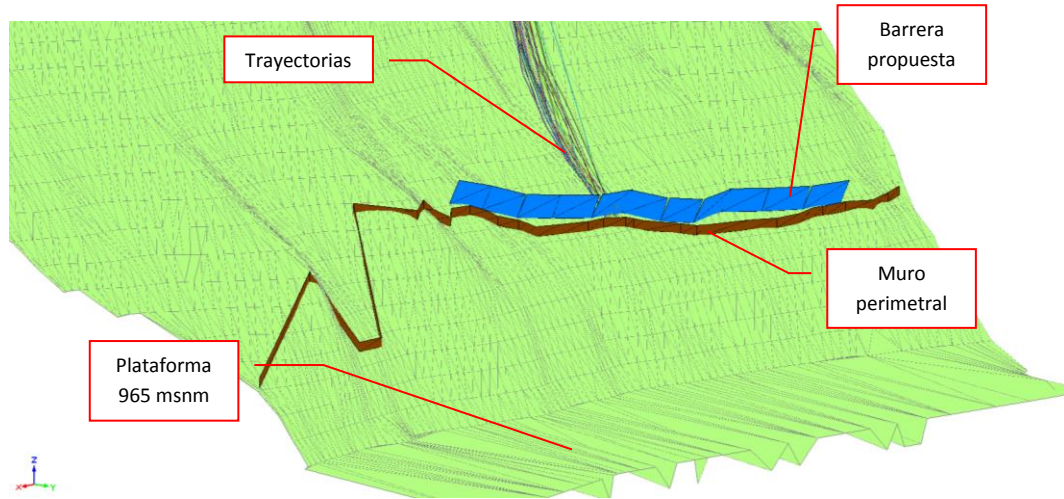 Barrera
propuesta
Trayectorias
Muro
perimetral
Plataforma
965 msnm
Z
X
Y